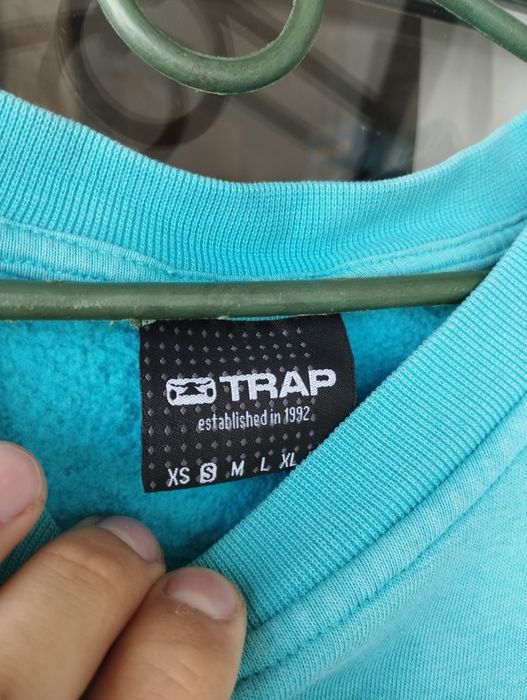 TRAP
established in 1992
XS S M L XL